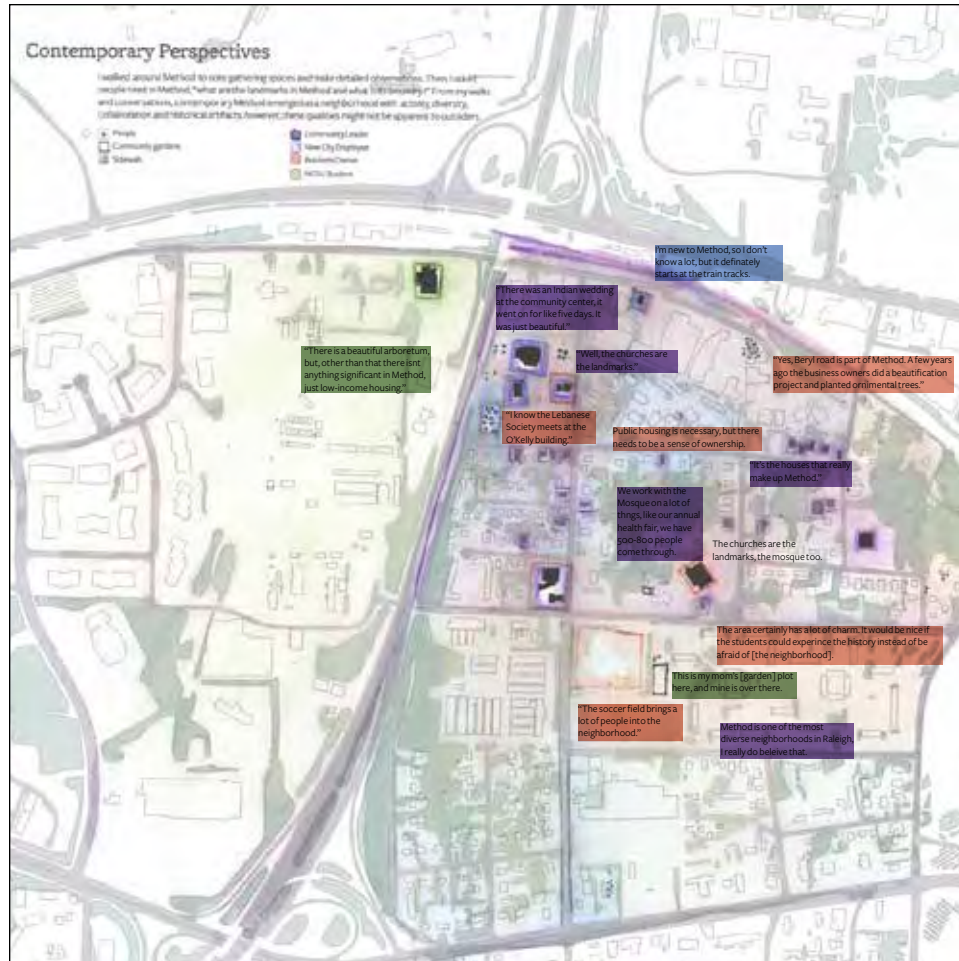 Contemporary Perspectives
I walked around Method to note gathering spaces and make detailed observations. Then, I asked
people I met in Method, "what are the landmarks in Method and what is its boundary?" From my walks
and conversations, contemporary Method emerged as a neighborhood with activity, diversity,
collaboration and historical artifacts, however, these qualities might not be apparent to outsiders.
People
Community gardens
Sidewalk
Community Leader
New City Employee
Business Owner
NCSU Student
I'm new to Method, so I don't
know a lot, but it definately
starts at the train tracks.
"There was an Indian wedding
at the community center, it
went on for like five days. It
was just beautiful."
"There is a beautiful arboretum,
but, other than that there isnt
anything significant in Method,
just low-income housing."
"Well, the churches are
the landmarks."
"Yes, Beryl road is part of Method. A few years
ago the business owners did a beautification
project and planted ornimental trees."
"I know the Lebanese
Society meets at the
O'Kelly building."
Public housing is necessary, but there
needs to be a sense of ownership.
"It's the houses that really
make up Method."
We work with the
Mosque on a lot of
thngs, like our annual
health fair, we have
500-800 people
come through.
The churches are the
landmarks, the mosque too.
The area certainly has a lot of charm. It would be nice if
the students could experince the history instead of be
afraid of [the neighborhood].
This is my mom's [garden] plot
here, and mine is over there.
"The soccer field brings a
lot of people into the
neighborhood."
Method is one of the most
diverse neighborhoods in Raleigh,
I really do beleive that.